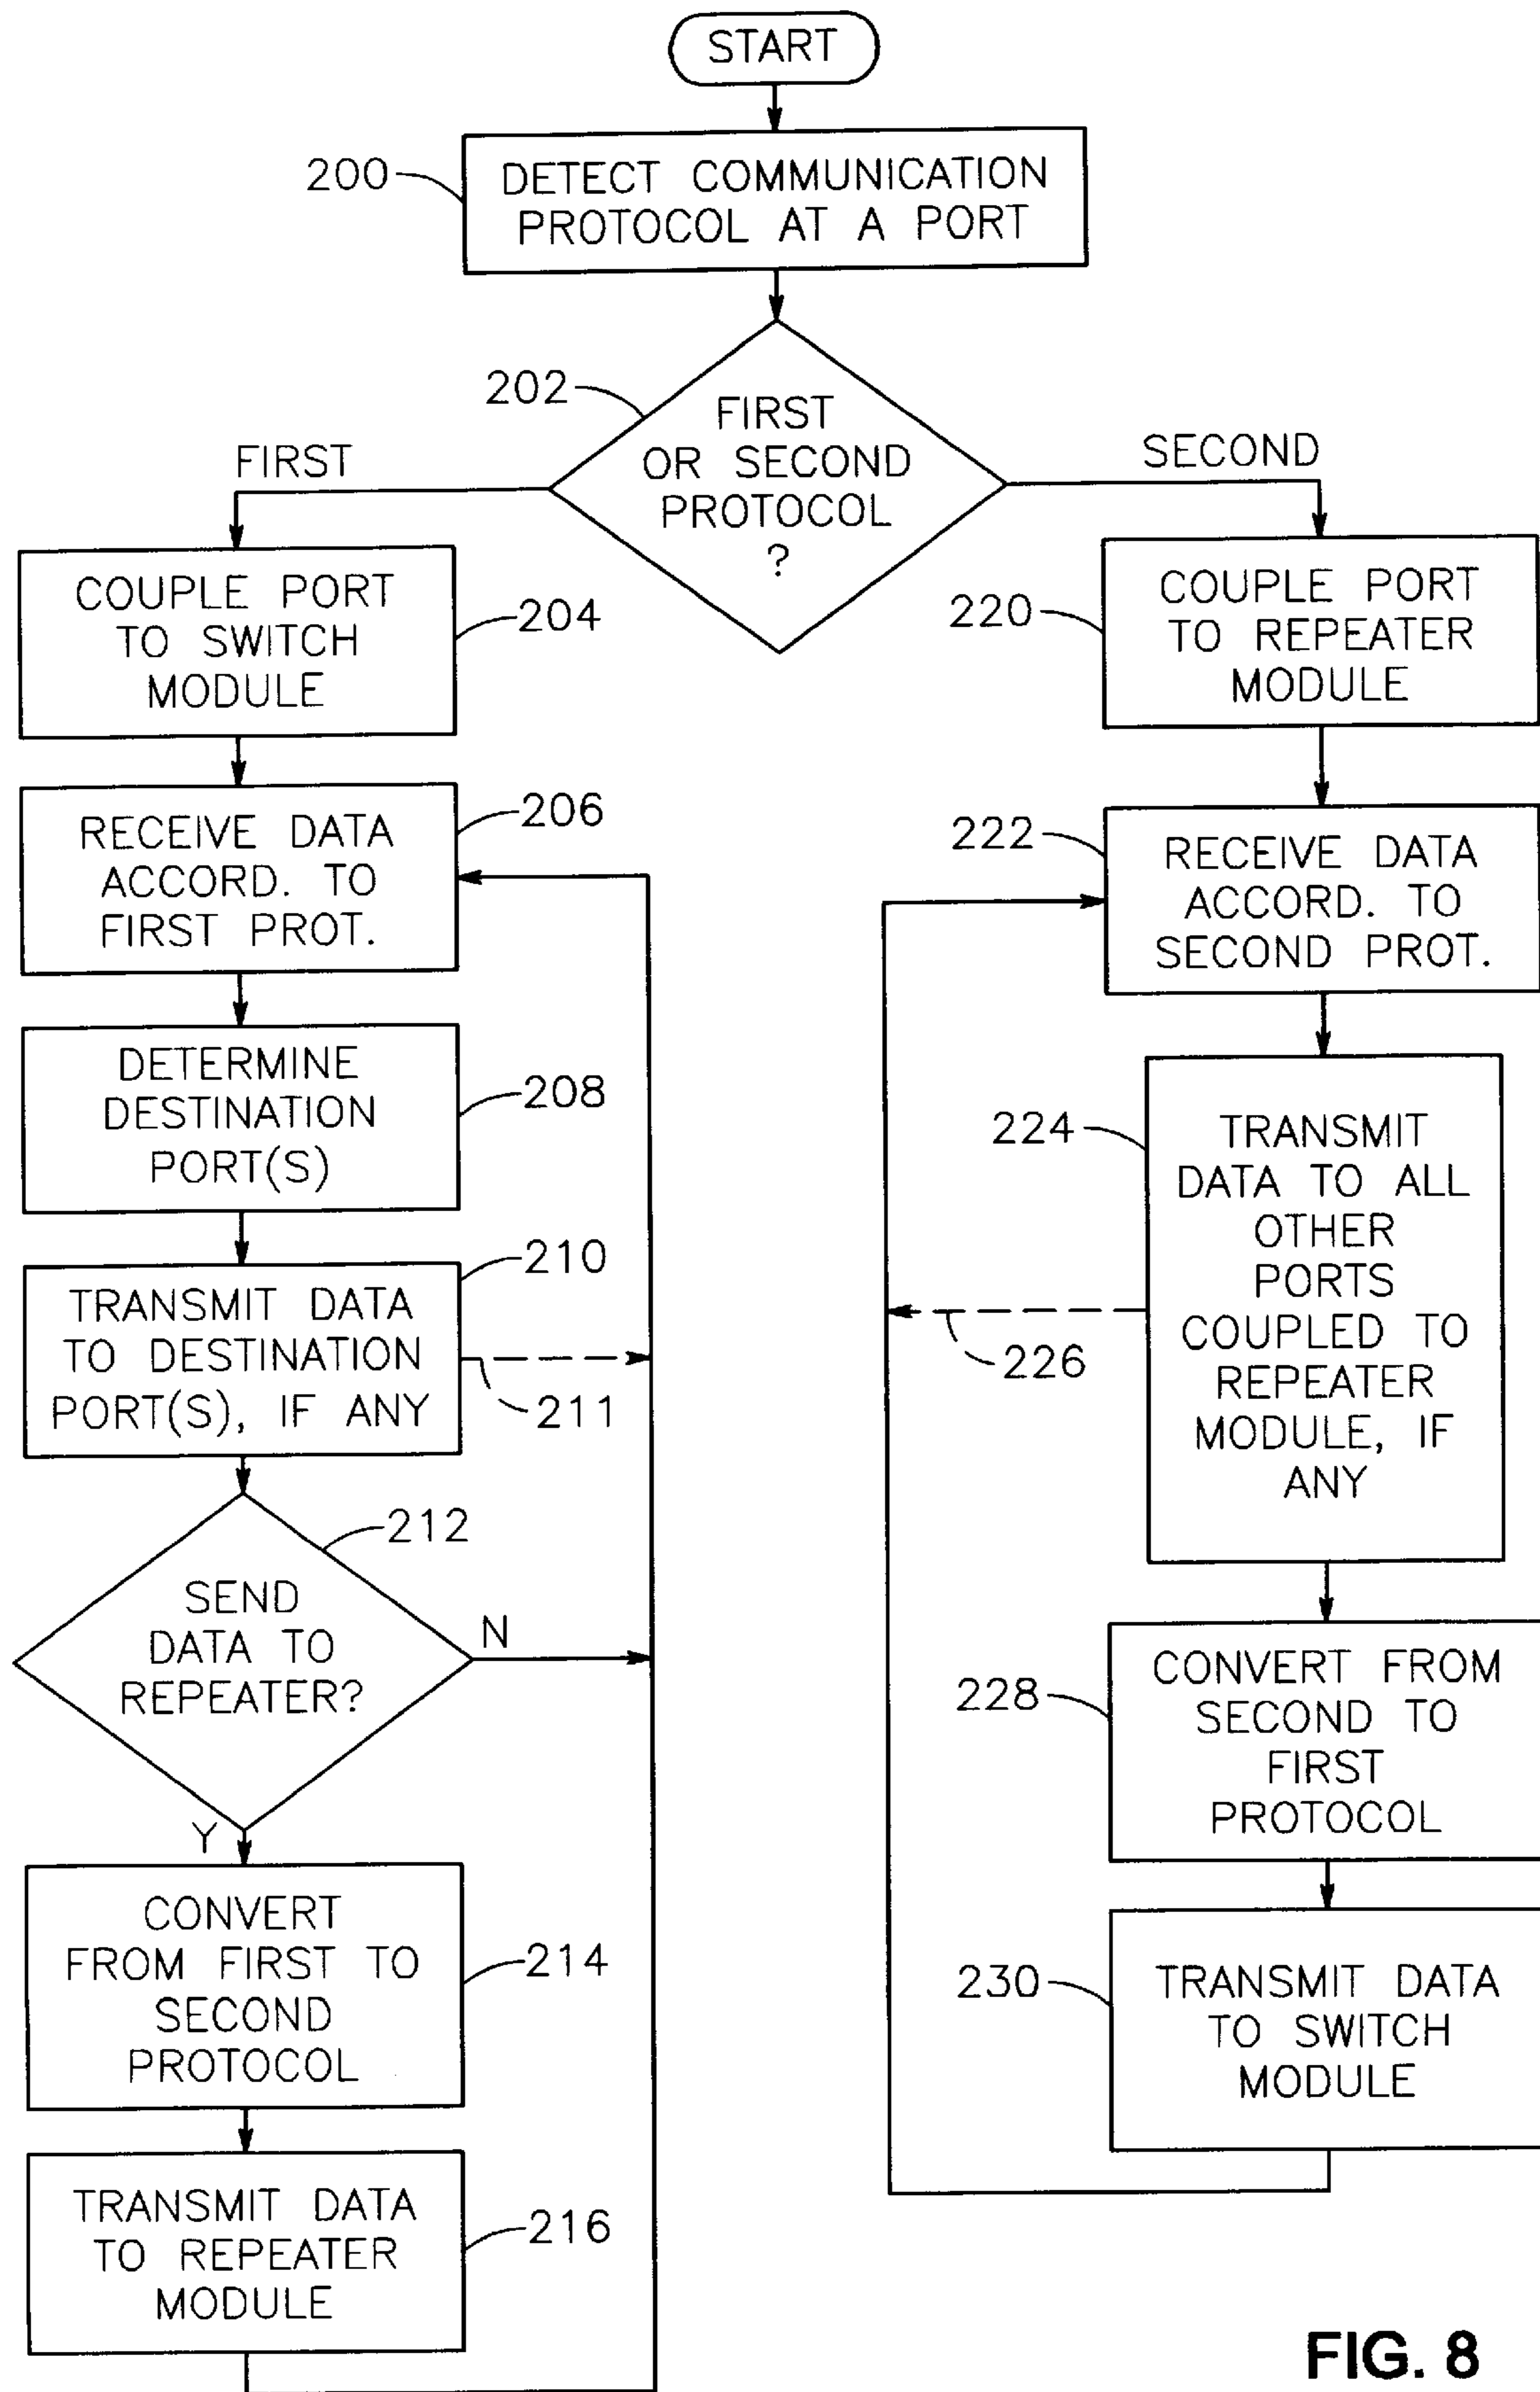 START
200
DETECT COMMUNICATION
PROTOCOL AT A PORT
202
FIRST
OR SECOND
PROTOCOL
?
FIRST
SECOND
COUPLE PORT
TO SWITCH
MODULE
204
206
RECEIVE DATA
ACCORD. TO
FIRST PROT.
DETERMINE
DESTINATION
PORT(S)
208
210
TRANSMIT DATA
TO DESTINATION
PORT(S), IF ANY
211
212
SEND
DATA TO
REPEATER?
N
Y
CONVERT
FROM FIRST TO
SECOND
PROTOCOL
214
TRANSMIT DATA
TO REPEATER
MODULE
216
220
COUPLE PORT
TO REPEATER
MODULE
222
RECEIVE DATA
ACCORD. TO
SECOND PROT.
224
TRANSMIT
DATA TO ALL
OTHER
PORTS
COUPLED TO
REPEATER
MODULE, IF
ANY
226
228
CONVERT FROM
SECOND TO
FIRST
PROTOCOL
230
TRANSMIT DATA
TO SWITCH
MODULE
FIG. 8